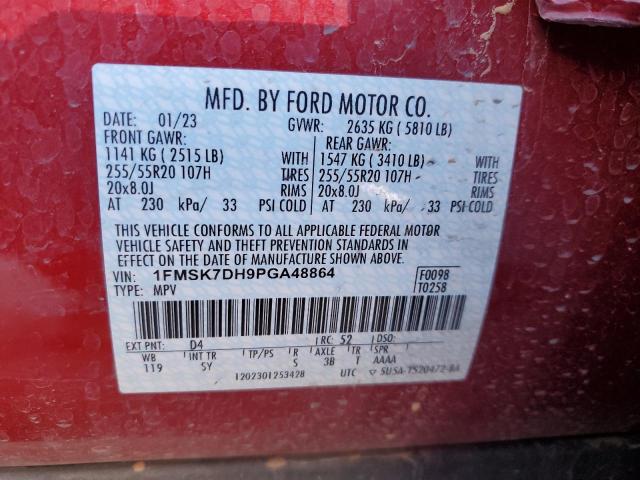 MFD. BY FORD MOTOR CO.
DATE: 01/23 GVWR: 2635 KG ( 5810 LB)
FRONT GAWR: REAR GAWR:
1141 KG ( 2515 LB) WITH 1547 KG ( 3410 LB) WITH
255/55R20 107H TIRES 255/55R20 107H TIRES
20x8.0J RIMS 20x8.0J RIMS
AT 230 kPa/ 33 PSI COLD AT 230 kPa/ 33 PSI COLD
THIS VEHICLE CONFORMS TO ALL APPLICABLE FEDERAL MOTOR
VEHICLE SAFETY AND THEFT PREVENTION STANDARDS IN
EFFECT ON THE DATE OF MANUFACTURE SHOWN ABOVE.
VIN: 1FMSK7DH9PGA48864 F0098
TYPE: MPV T0258
EXT PNT: D4 RC: 52 DSO:
WB INT TR TP/PS R AXLE TR SPR
119 SY S 3B T AAAA
1202301253428 UTC ▽ 5U5A-1520472-BA